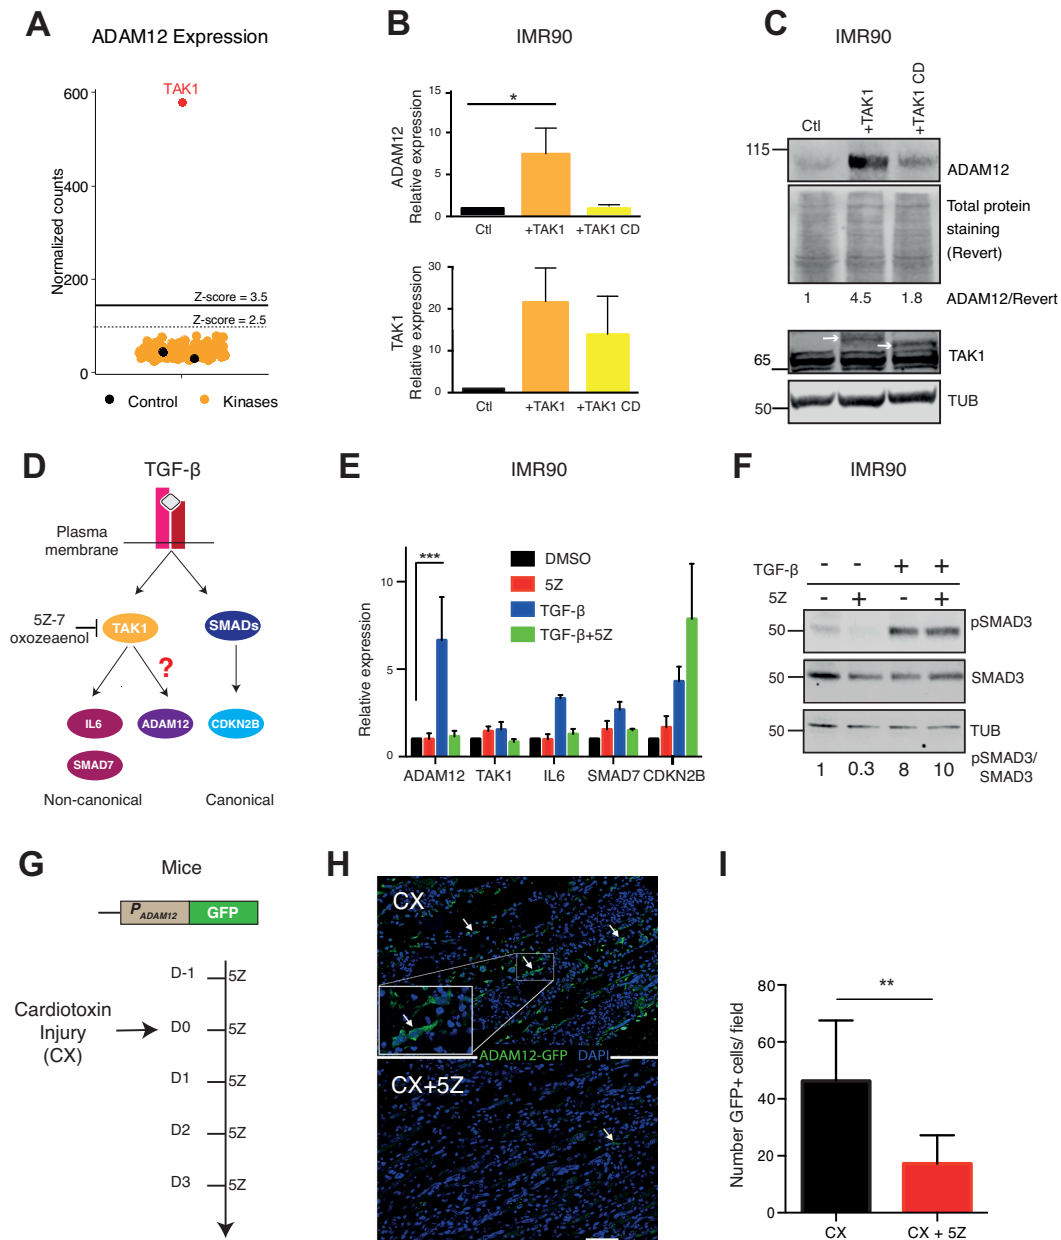 A
ADAM12 Expression
TAK1
600
400
200
0
Normalized counts
Z-score = 3.5
Z-score = 2.5
Control
Kinases
B
IMR90
ADAM12
Relative expression
15
10
5
0
Ctl
+TAK1
+TAK1 CD
TAK1
Relative expression
30
20
10
0
Ctl
+TAK1
+TAK1 CD
C
IMR90
Ctl
+TAK1
+TAK1 CD
115
ADAM12
Total protein
staining
(Revert)
1 4.5 1.8 ADAM12/Revert
65
TAK1
50
TUB
D
TGF-β
Plasma
membrane
5Z-7
oxozeaenol
TAK1
SMADs
?
IL6
ADAM12
CDKN2B
SMAD7
Non-canonical
Canonical
E
IMR90
***
DMSO
5Z
TGF-β
TGF-β+5Z
Relative expression
10
5
0
ADAM12 TAK1 IL6 SMAD7 CDKN2B
F
IMR90
TGF-β - - + +
5Z - + - +
50
pSMAD3
50
SMAD3
50
TUB
1 0.3 8 10
pSMAD3/
SMAD3
G
Mice
P ADAM12
GFP
D-1 5Z
Cardiotoxin
Injury
(CX)
D0 5Z
D1 5Z
D2 5Z
D3 5Z
H
CX
ADAM12-GFP DAPI
CX+5Z
I
**
Number GFP+ cells/ field
80
60
40
20
0
CX
CX + 5Z
*